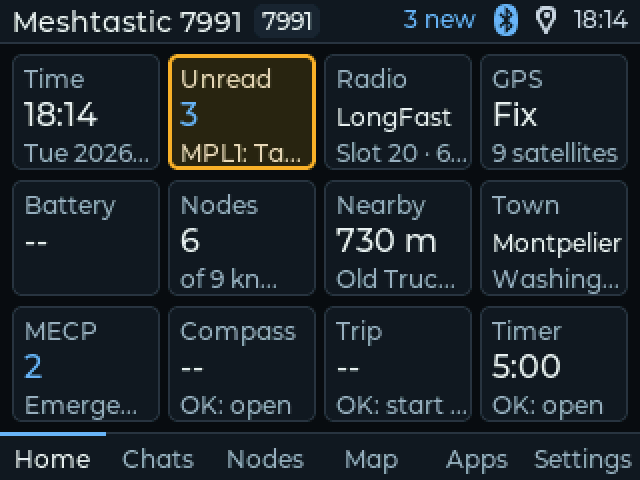 Meshtastic 7991 7991 3 new 18:14
Time
18:14
Tue 2026...
Unread
3
MPL1: Ta...
Radio
LongFast
Slot 20 · 6...
GPS
Fix
9 satellites
Battery
--
Nodes
6
of 9 kn...
Nearby
730 m
Old Truc...
Town
Montpelier
Washing...
MECP
2
Emerge...
Compass
--
OK: open
Trip
--
OK: start ...
Timer
5:00
OK: open
Home Chats Nodes Map Apps Settings